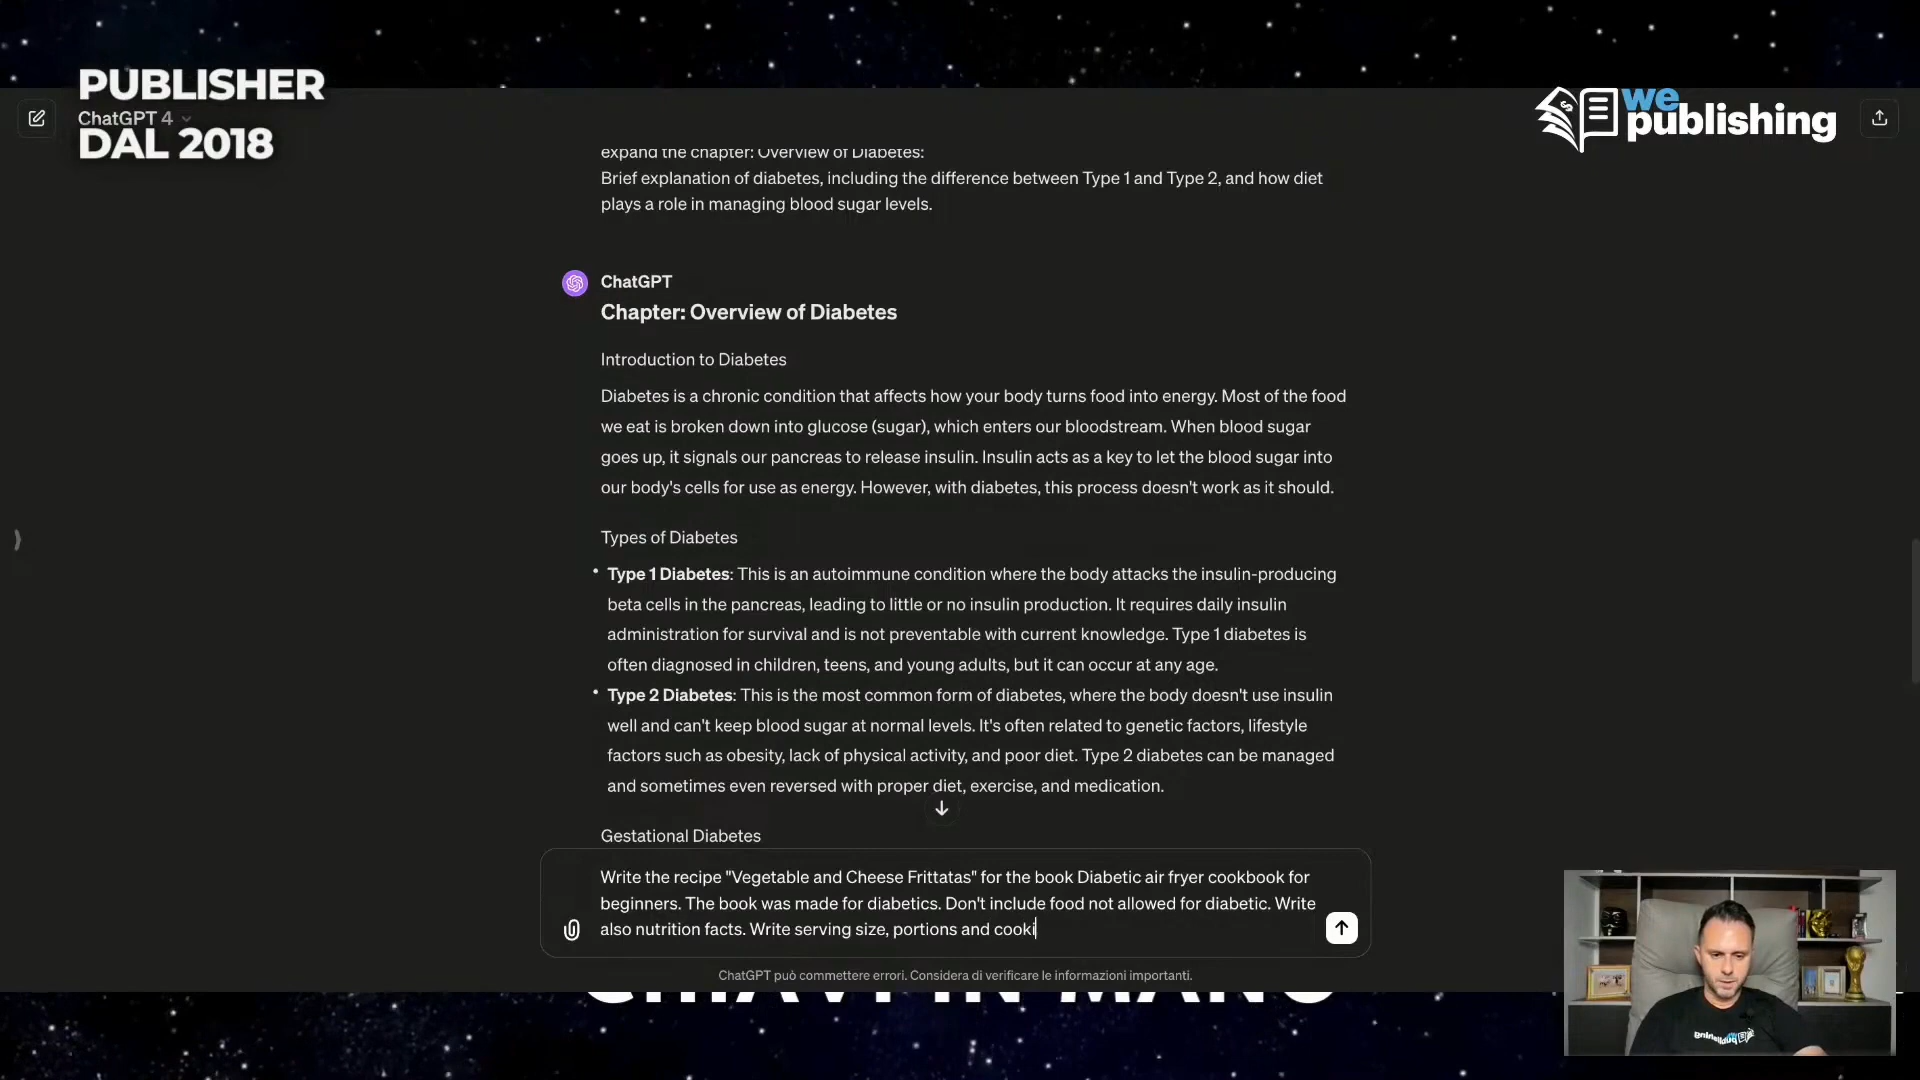 PUBLISHER
ChatGPT 4
DAL 2018
we
publishing
expand the chapter: Overview of Diabetes:
Brief explanation of diabetes, including the difference between Type 1 and Type 2, and how diet
plays a role in managing blood sugar levels.
ChatGPT
Chapter: Overview of Diabetes
Introduction to Diabetes
Diabetes is a chronic condition that affects how your body turns food into energy. Most of the food
we eat is broken down into glucose (sugar), which enters our bloodstream. When blood sugar
goes up, it signals our pancreas to release insulin. Insulin acts as a key to let the blood sugar into
our body's cells for use as energy. However, with diabetes, this process doesn't work as it should.
Types of Diabetes
• Type 1 Diabetes: This is an autoimmune condition where the body attacks the insulin-producing
beta cells in the pancreas, leading to little or no insulin production. It requires daily insulin
administration for survival and is not preventable with current knowledge. Type 1 diabetes is
often diagnosed in children, teens, and young adults, but it can occur at any age.
• Type 2 Diabetes: This is the most common form of diabetes, where the body doesn't use insulin
well and can't keep blood sugar at normal levels. It's often related to genetic factors, lifestyle
factors such as obesity, lack of physical activity, and poor diet. Type 2 diabetes can be managed
and sometimes even reversed with proper diet, exercise, and medication.
Gestational Diabetes
Write the recipe "Vegetable and Cheese Frittatas" for the book Diabetic air fryer cookbook for
beginners. The book was made for diabetics. Don't include food not allowed for diabetic. Write
also nutrition facts. Write serving size, portions and cooki
ChatGPT può commettere errori. Considera di verificare le informazioni importanti.